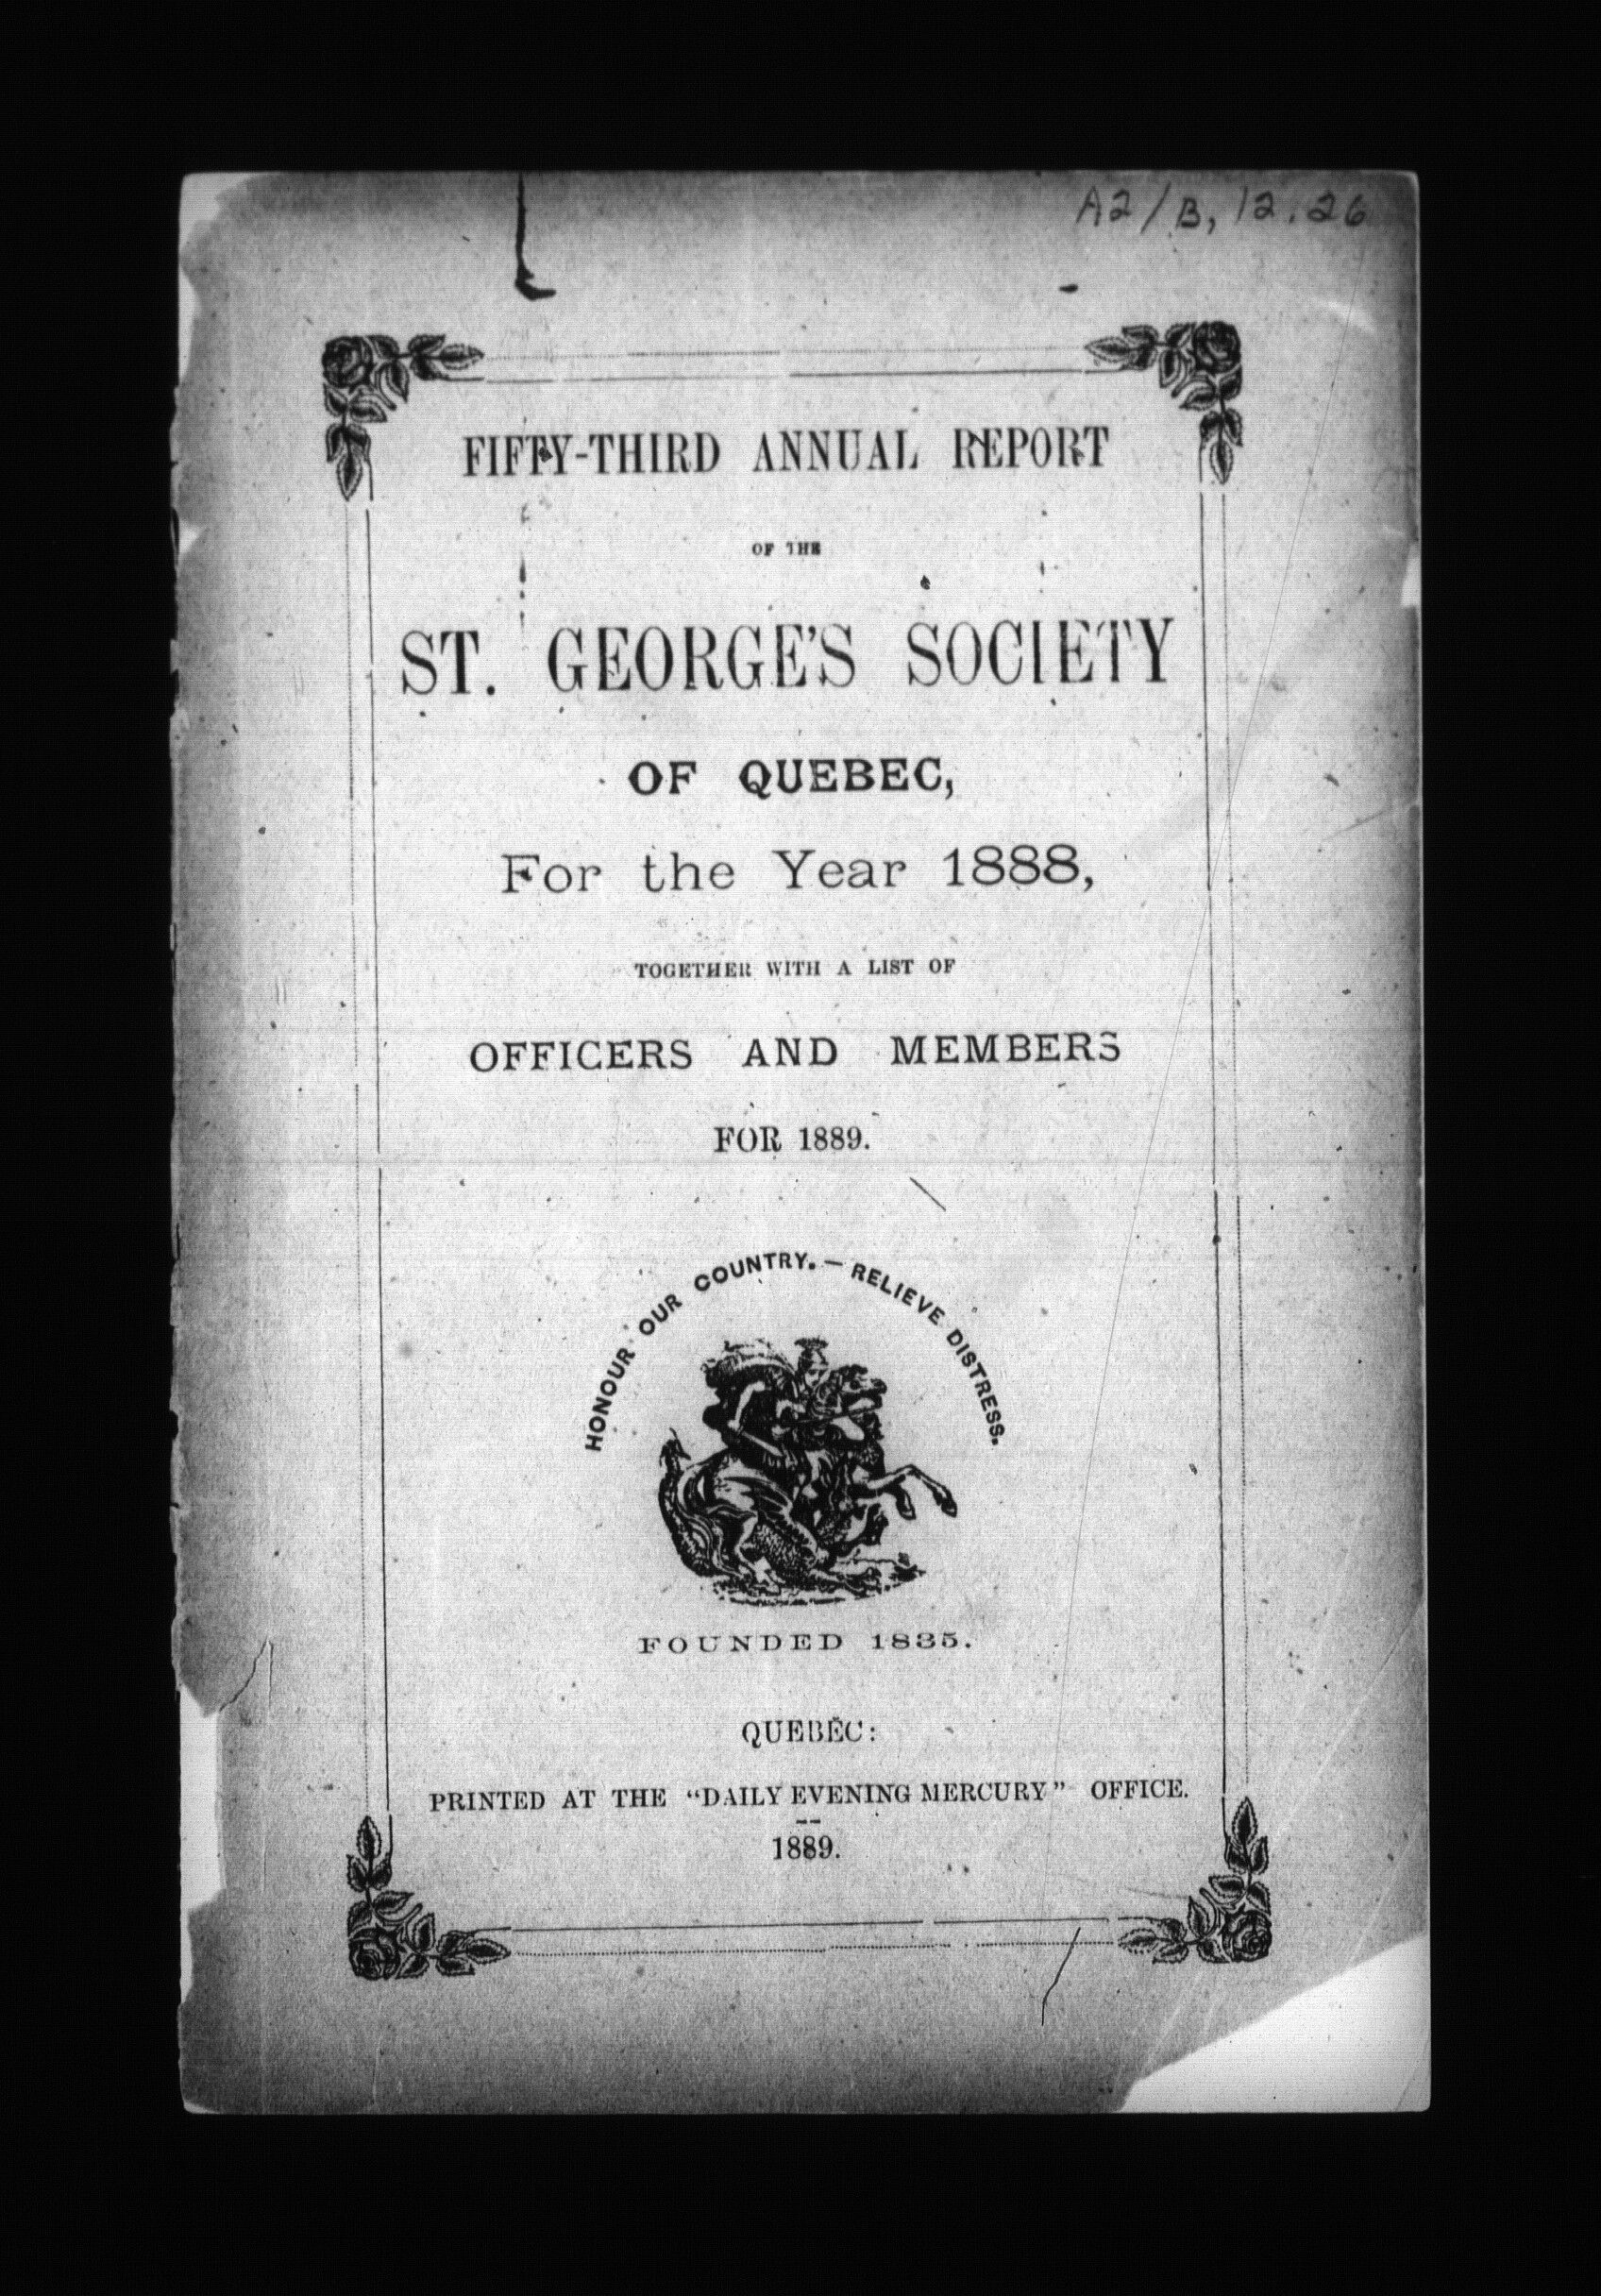 A2/B, 12.26
FIFTY-THIRD ANNUAL REPORT
OF THE
ST. GEORGE'S SOCIETY
OF QUEBEC,
For the Year 1888,
TOGETHER WITH A LIST OF
OFFICERS AND MEMBERS
FOR 1889.
HONOUR OUR COUNTRY. — RELIEVE DISTRESS.
FOUNDED 1835.
QUEBEC:
PRINTED AT THE "DAILY EVENING MERCURY" OFFICE.
1889.